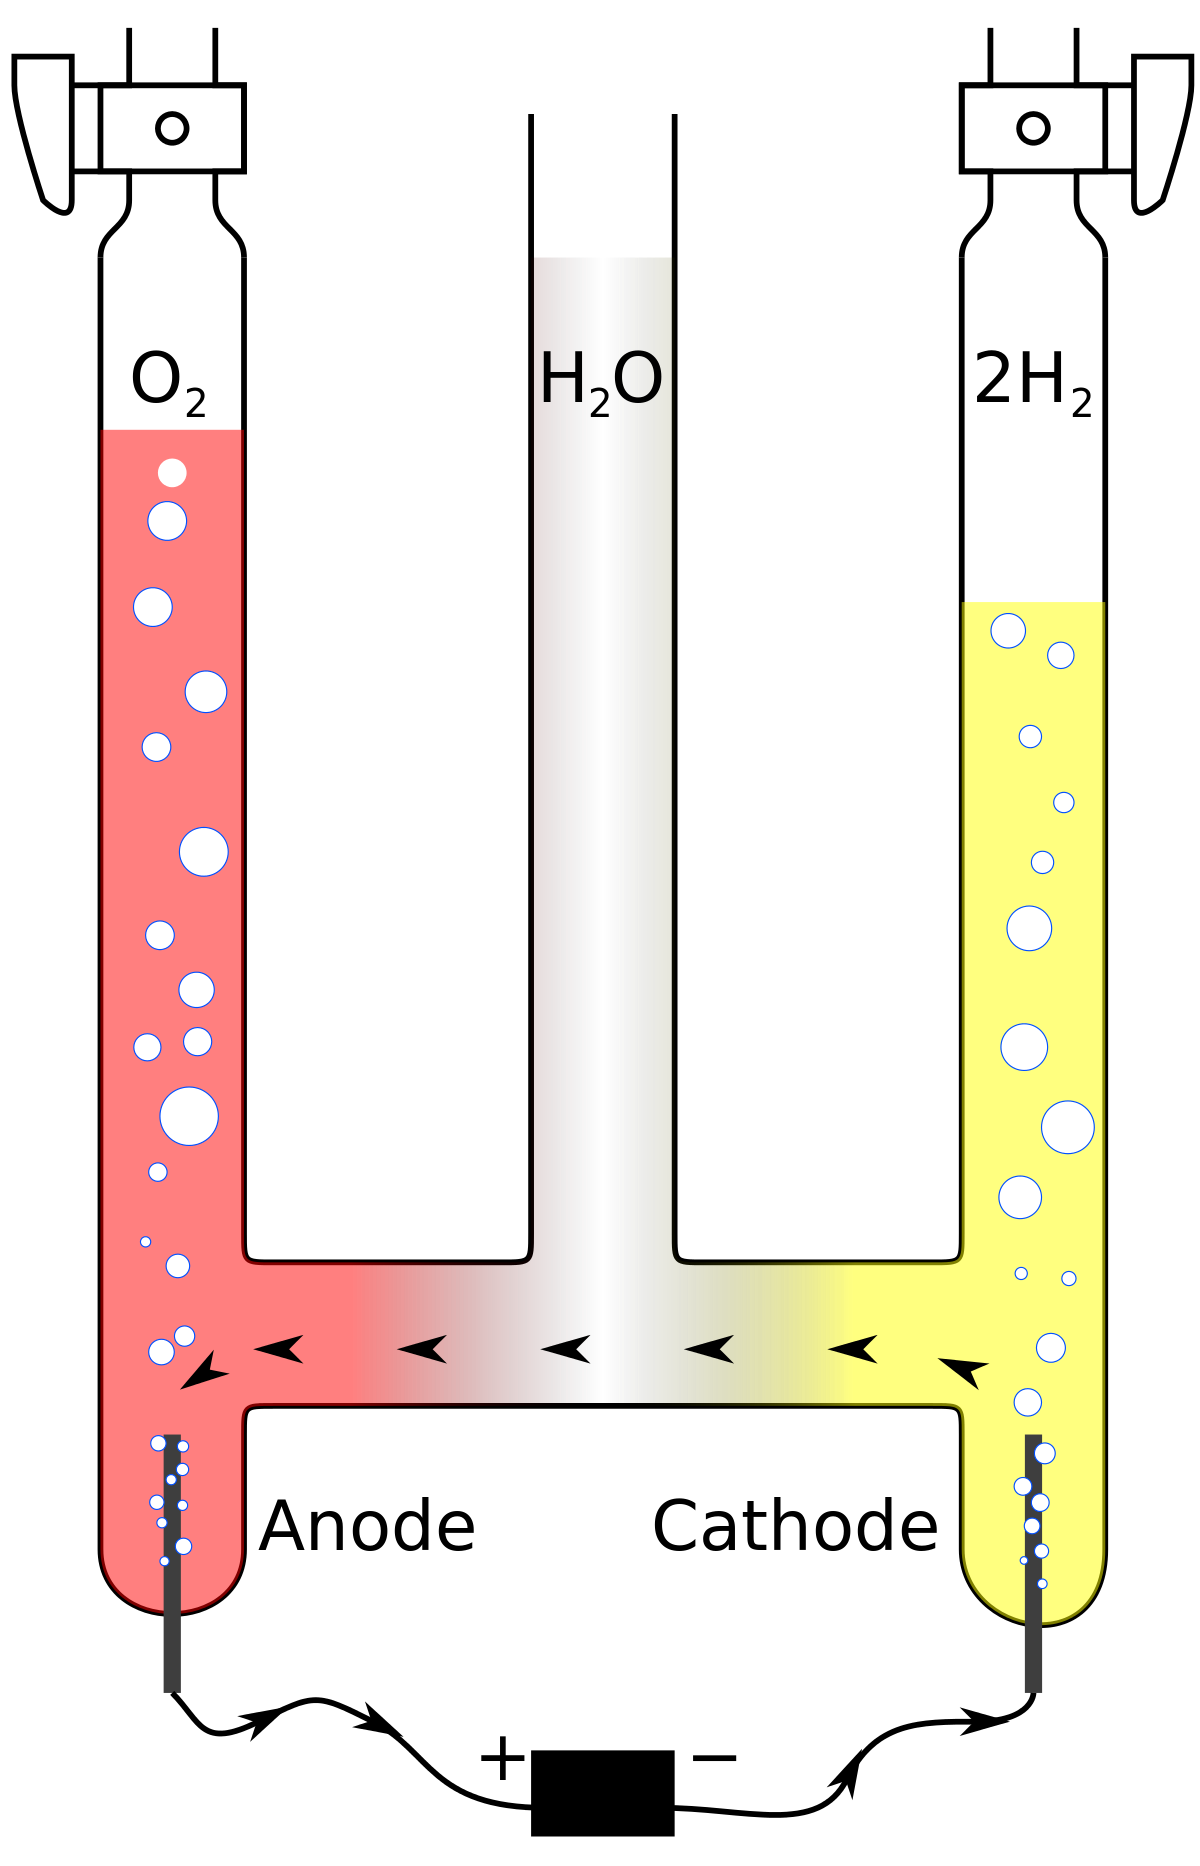 O₂ H₂O 2H₂
Anode Cathode
+ −